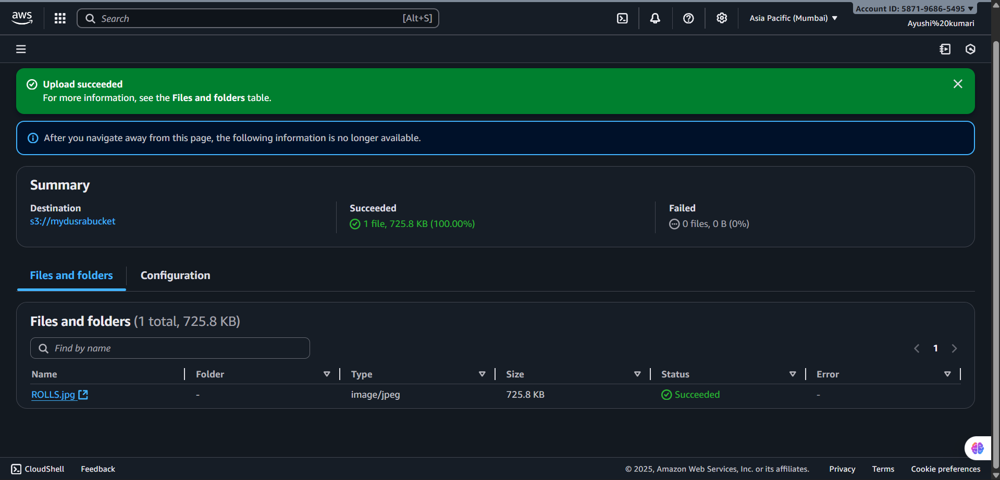 aws
Search [Alt+S]
Asia Pacific (Mumbai)
Account ID: 5871-9686-5495
Ayushi%20kumari
Upload succeeded
For more information, see the Files and folders table.
After you navigate away from this page, the following information is no longer available.
Summary
Destination
s3://mydusrabucket
Succeeded
1 file, 725.8 KB (100.00%)
Failed
0 files, 0 B (0%)
Files and folders
Configuration
Files and folders (1 total, 725.8 KB)
Find by name
1
Name Folder Type Size Status Error
ROLLS.jpg - image/jpeg 725.8 KB Succeeded -
CloudShell Feedback © 2025, Amazon Web Services, Inc. or its affiliates. Privacy Terms Cookie preferences